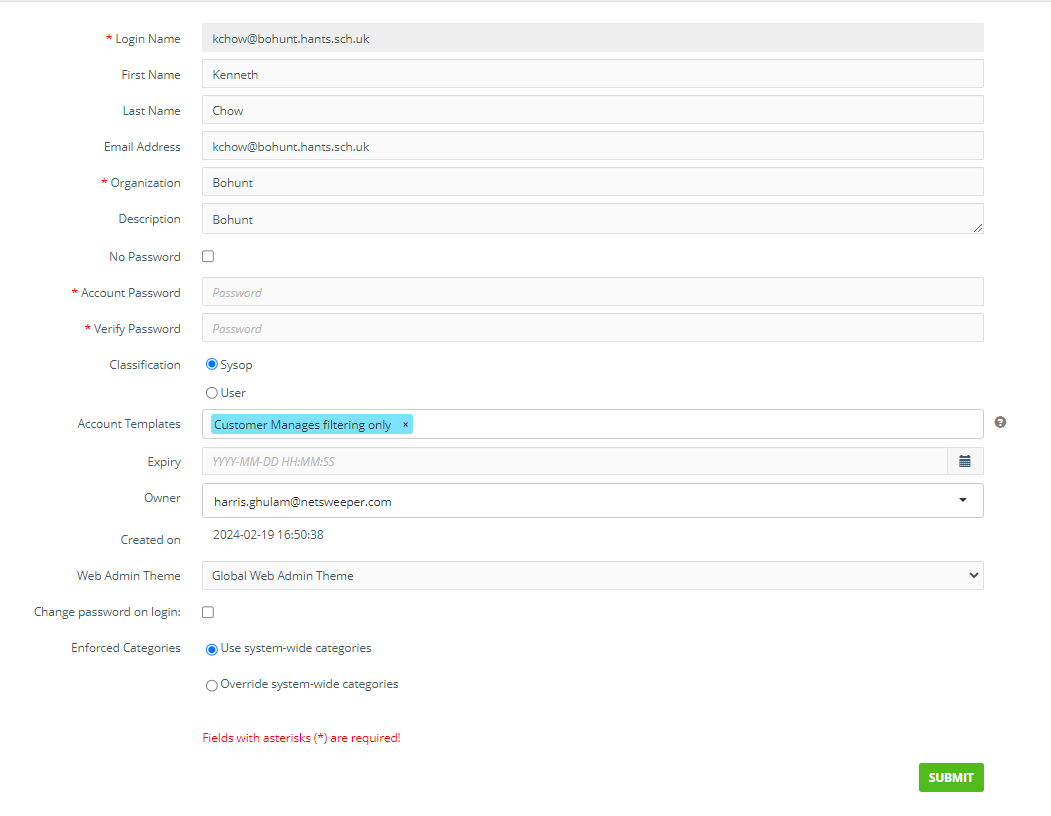 * Login Name kchow@bohunt.hants.sch.uk
First Name Kenneth
Last Name Chow
Email Address kchow@bohunt.hants.sch.uk
* Organization Bohunt
Description Bohunt
No Password
* Account Password Password
* Verify Password Password
Classification Sysop
User
Account Templates Customer Manages filtering only ×
Expiry YYYY-MM-DD HH:MM:SS
Owner harris.ghulam@netsweeper.com
Created on 2024-02-19 16:50:38
Web Admin Theme Global Web Admin Theme
Change password on login:
Enforced Categories Use system-wide categories
Override system-wide categories
Fields with asterisks (*) are required!
SUBMIT